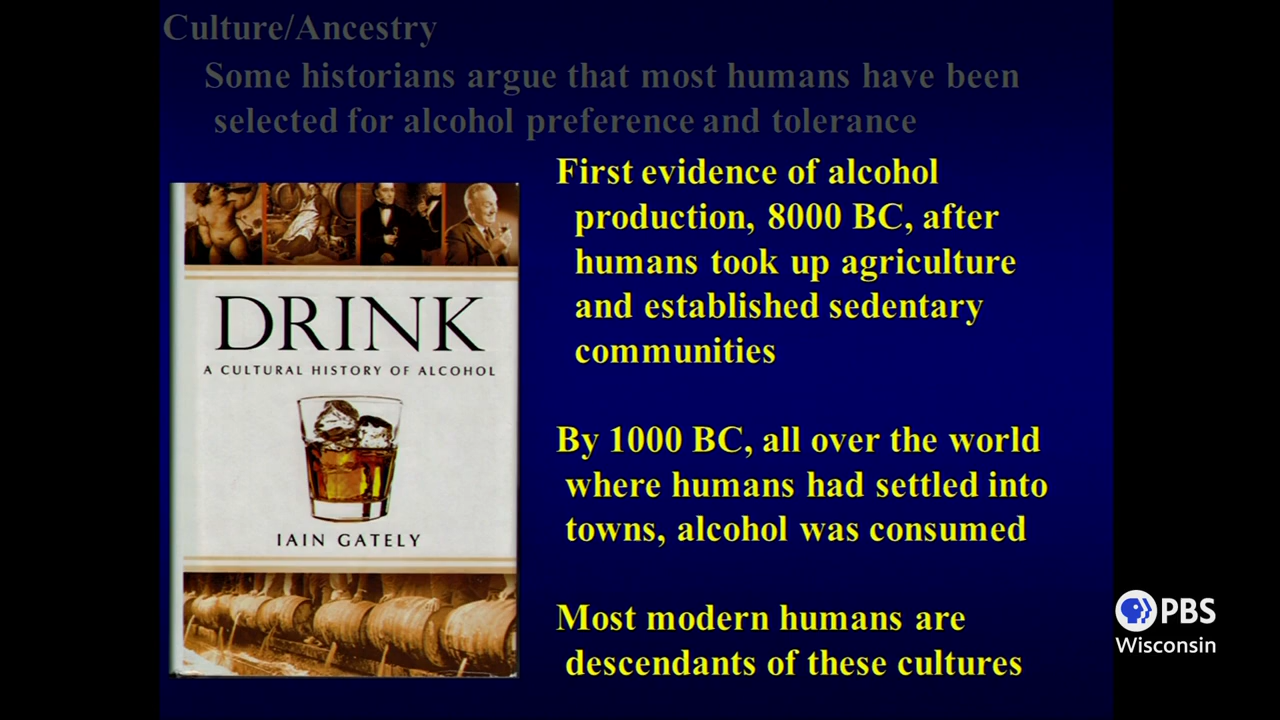 Culture/Ancestry
Some historians argue that most humans have been
selected for alcohol preference and tolerance
First evidence of alcohol
production, 8000 BC, after
humans took up agriculture
and established sedentary
communities
By 1000 BC, all over the world
where humans had settled into
towns, alcohol was consumed
Most modern humans are
descendants of these cultures
DRINK
A CULTURAL HISTORY OF ALCOHOL
IAIN GATELY
PBS
Wisconsin